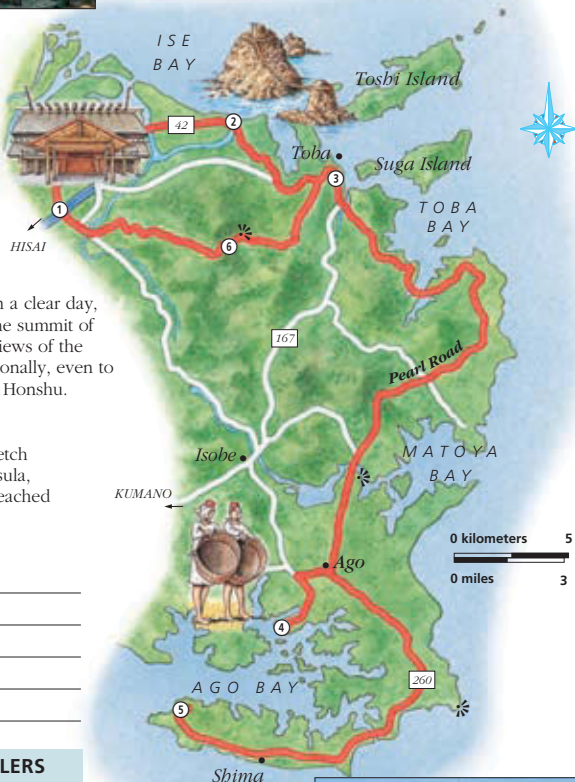 ISE
BAY
Toshi Island
42
2
Toba
3
Suga Island
TOBA
BAY
1
HISAI
6
n a clear day,
he summit of
iews of the
onally, even to
Honshu.
167
Pearl Road
etch
sula,
eached
Isobe
MATOYA
BAY
KUMANO
0 kilometers 5
0 miles 3
Ago
4
AGO BAY
260
5
LERS
Shima